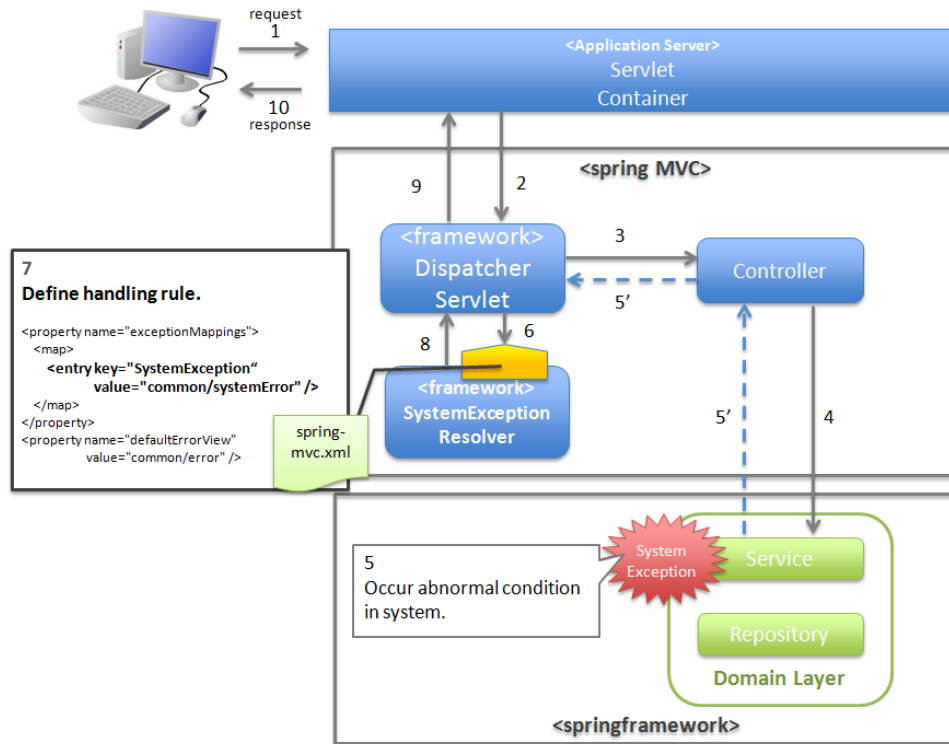 request
1
10
response
<Application Server>
Servlet
Container
<spring MVC>
9
2
<framework>
Dispatcher
Servlet
3
5’
Controller
8
6
<framework>
SystemException
Resolver
5’
4
7
Define handling rule.
<property name="exceptionMappings">
<map>
<entry key="SystemException“
value="common/systemError" />
</map>
</property>
<property name="defaultErrorView"
value="common/error" />
spring-
mvc.xml
5
Occur abnormal condition
in system.
System
Exception
Service
Repository
Domain Layer
<springframework>